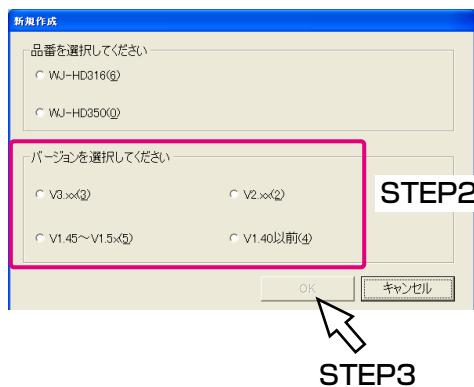 新規作成
品番を選択してください
WJ-HD316(6)
WJ-HD350(0)
バージョンを選択してください
V3.xx(3) V2.xx(2)
STEP2
V1.45～V1.5x(5) V1.40以前(4)
OK キャンセル
STEP3